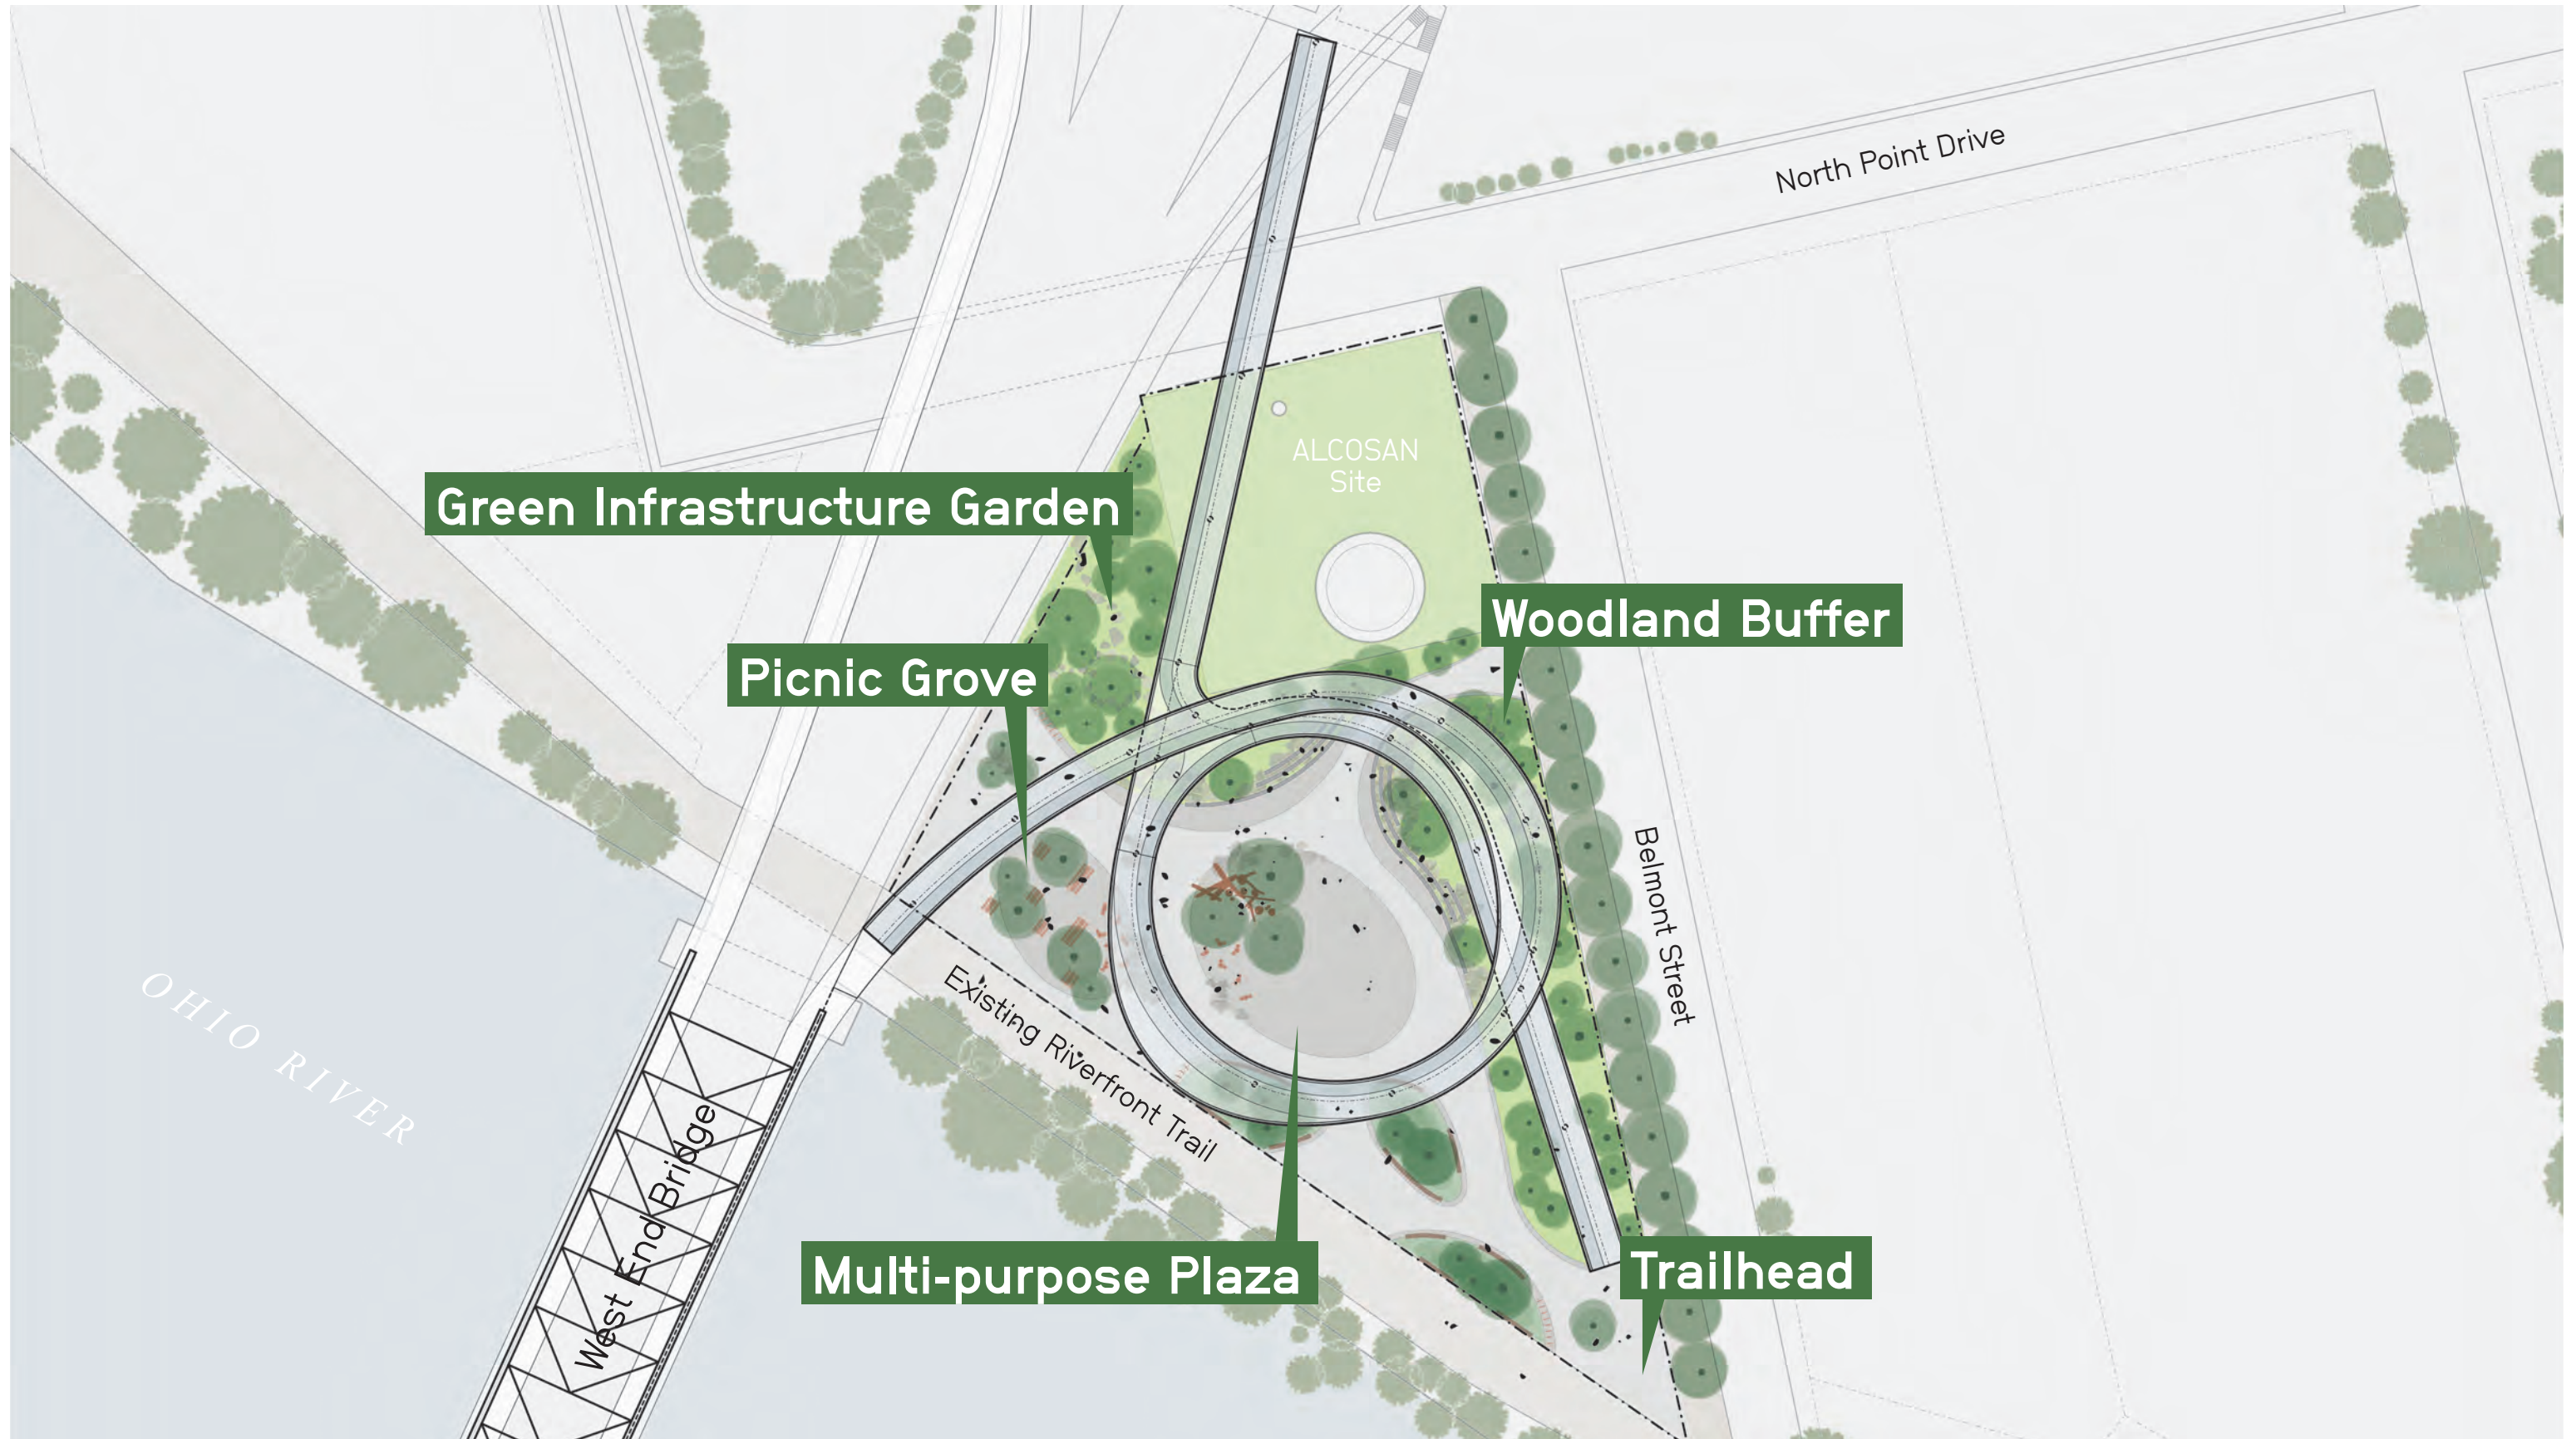 North Point Drive
ALCOSAN
Site
Green Infrastructure Garden
Woodland Buffer
Picnic Grove
Belmont Street
Existing Riverfront Trail
OHIO RIVER
West End Bridge
Multi-purpose Plaza
Trailhead